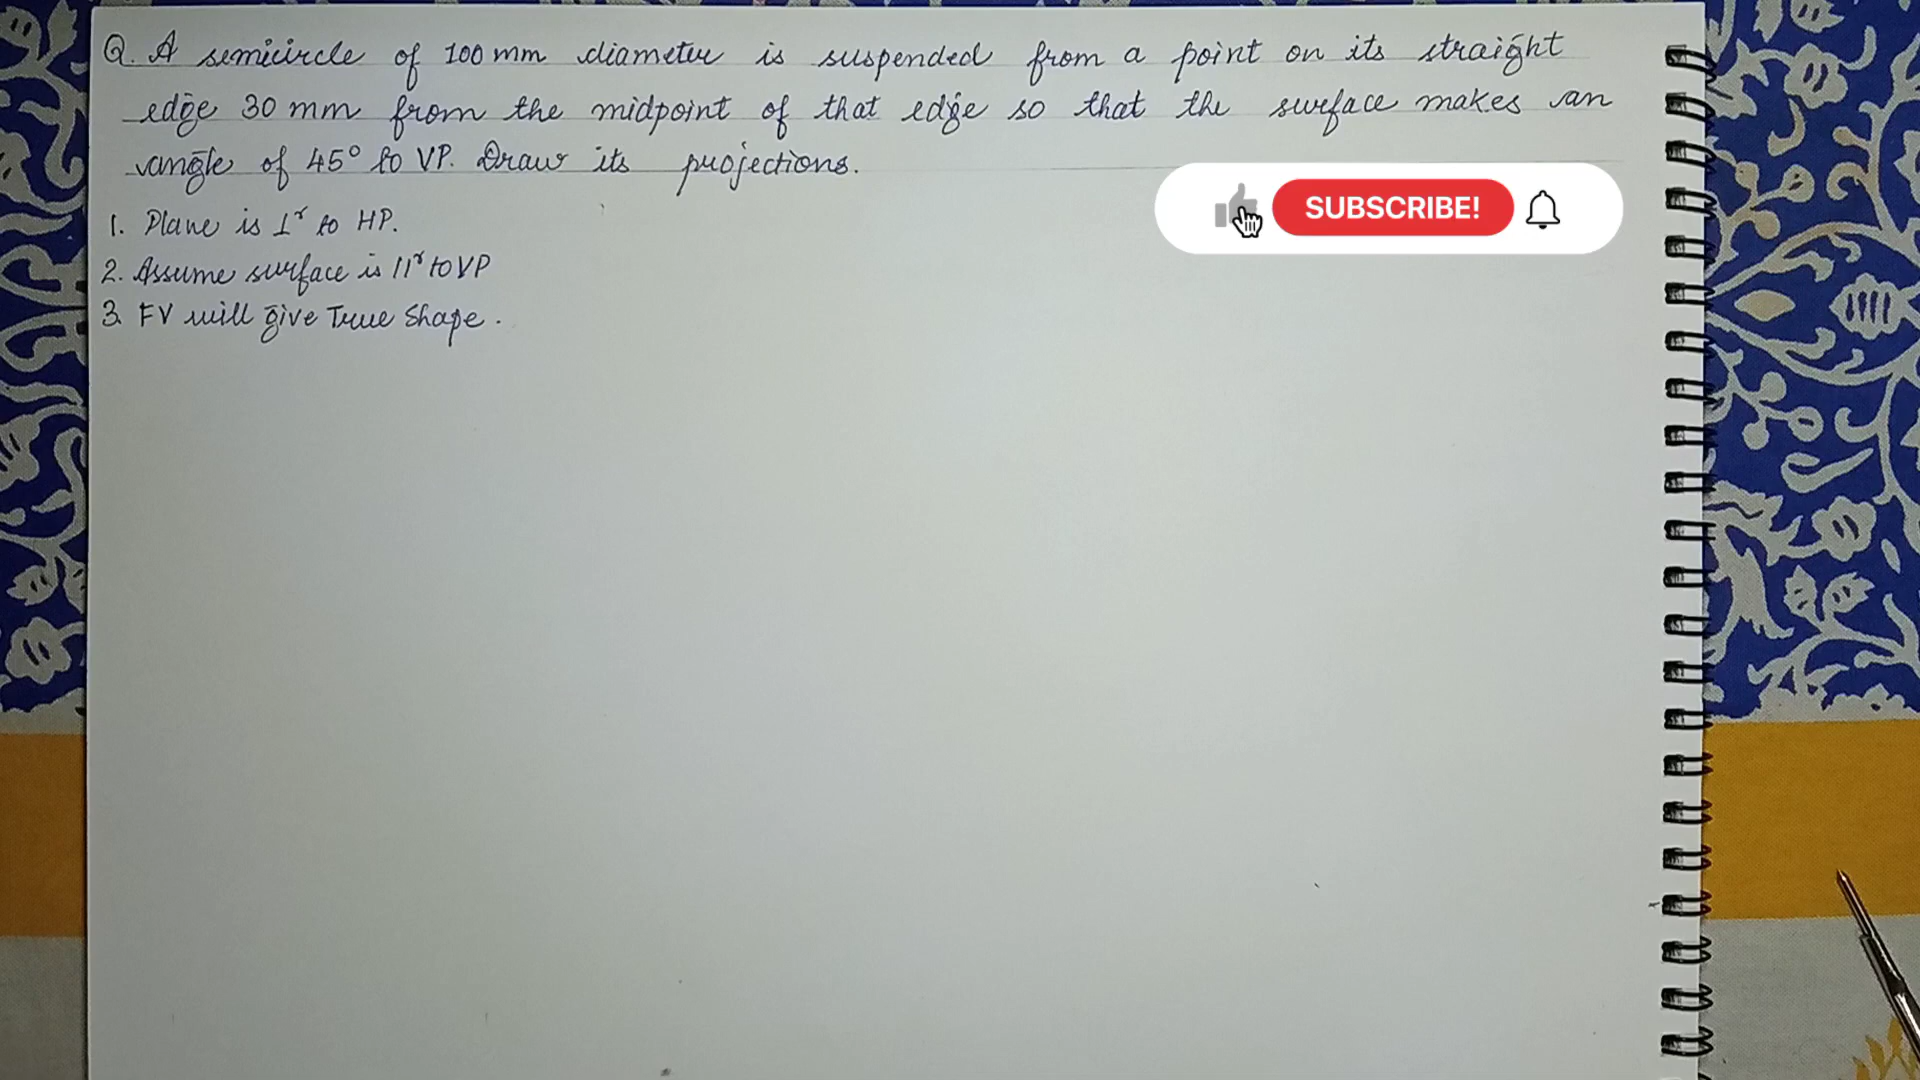 Q. A semicircle of 100 mm diameter is suspended from a point on its straight
edge 30 mm from the midpoint of that edge so that the surface makes an
angle of 45° to VP. Draw its projections.
SUBSCRIBE!
1. Plane is ⊥ʳ to HP.
2. Assume surface is ||ʳ to VP
3. FV will give True Shape.